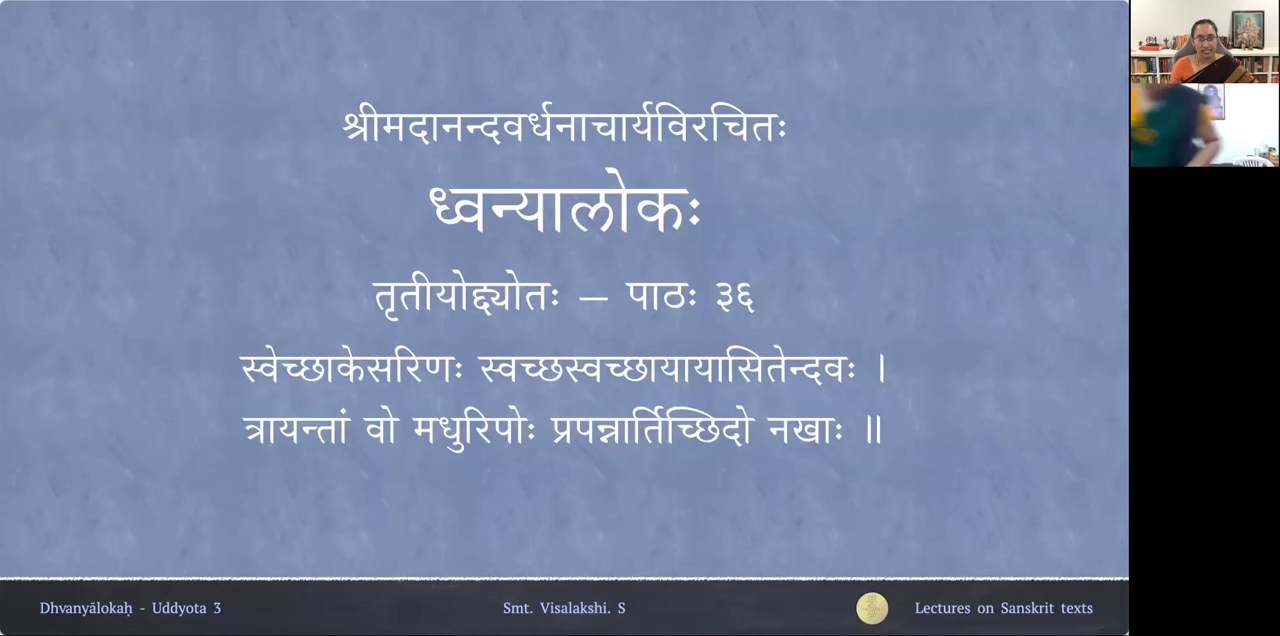 श्रीमदानन्दवर्धनाचार्यविरचितः
ध्वन्यालोकः
तृतीयोद्द्योतः – पाठः ३६
स्वेच्छाकेसरिणः स्वच्छस्वच्छायायासितेन्दवः ।
त्रायन्तां वो मधुरिपोः प्रपन्नार्तिच्छिदो नखाः ॥
Dhvanyālokaḥ - Uddyota 3
Smt. Visalakshi. S
Lectures on Sanskrit texts